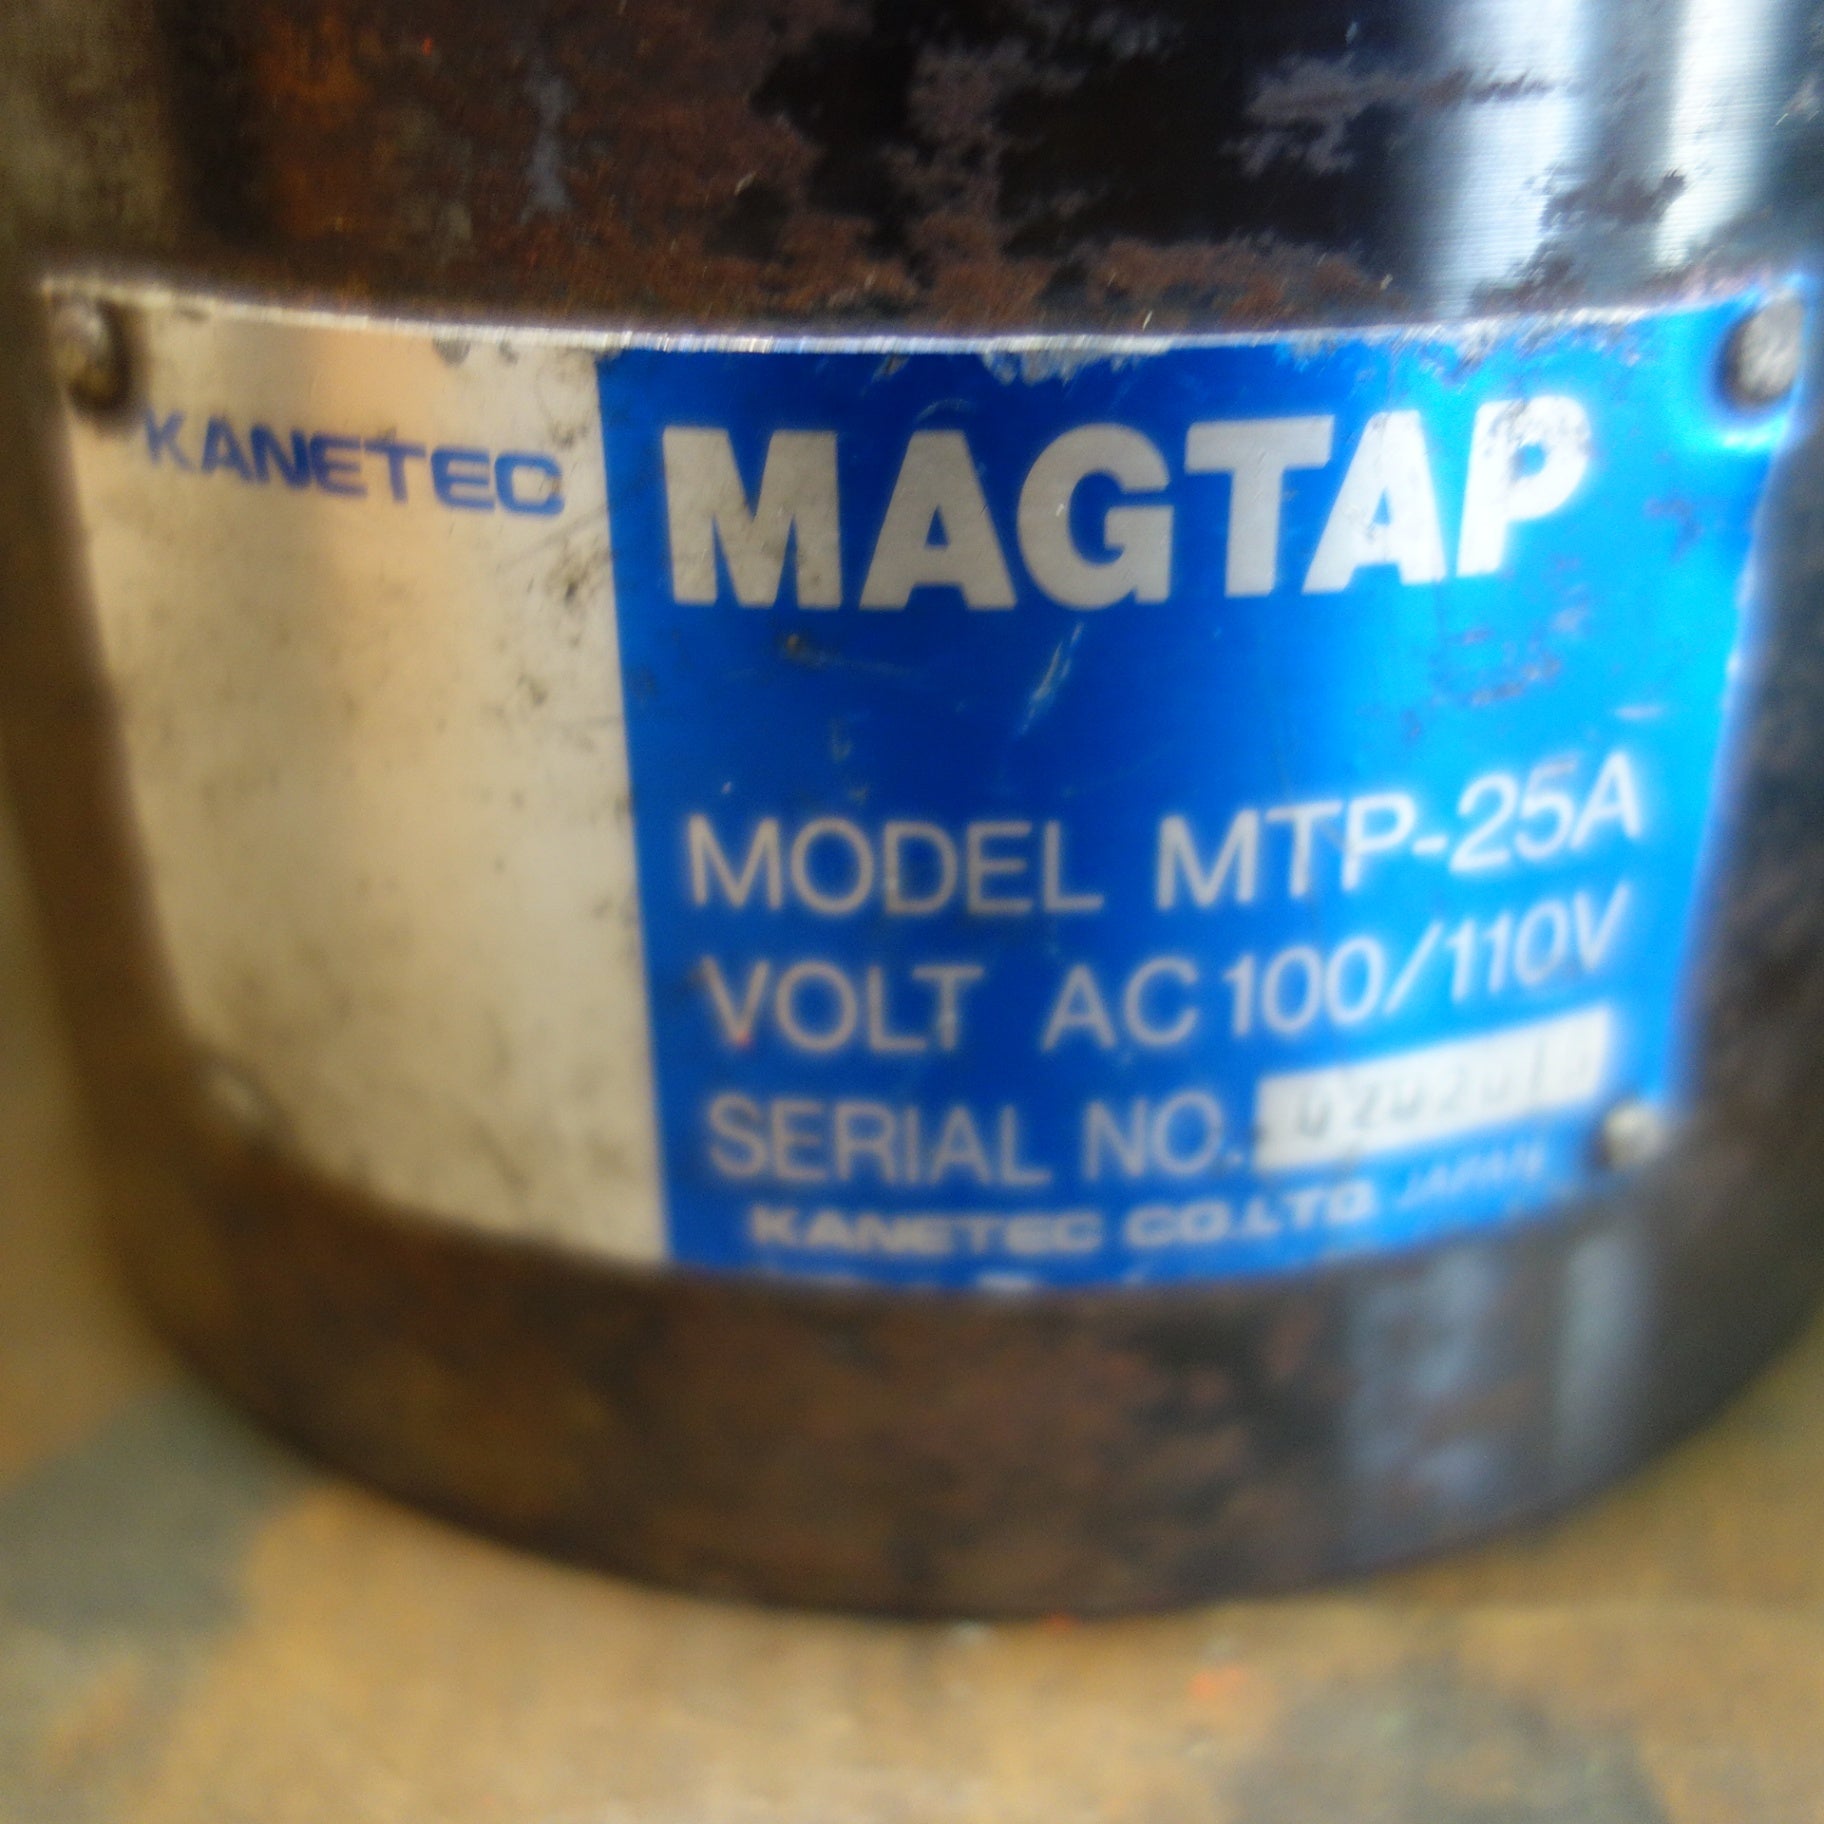 KANETEC
MAGTAP
MODEL MTP-25A
VOLT AC 100/110V
SERIAL NO.
KANETEC CO.LTD. JAPAN